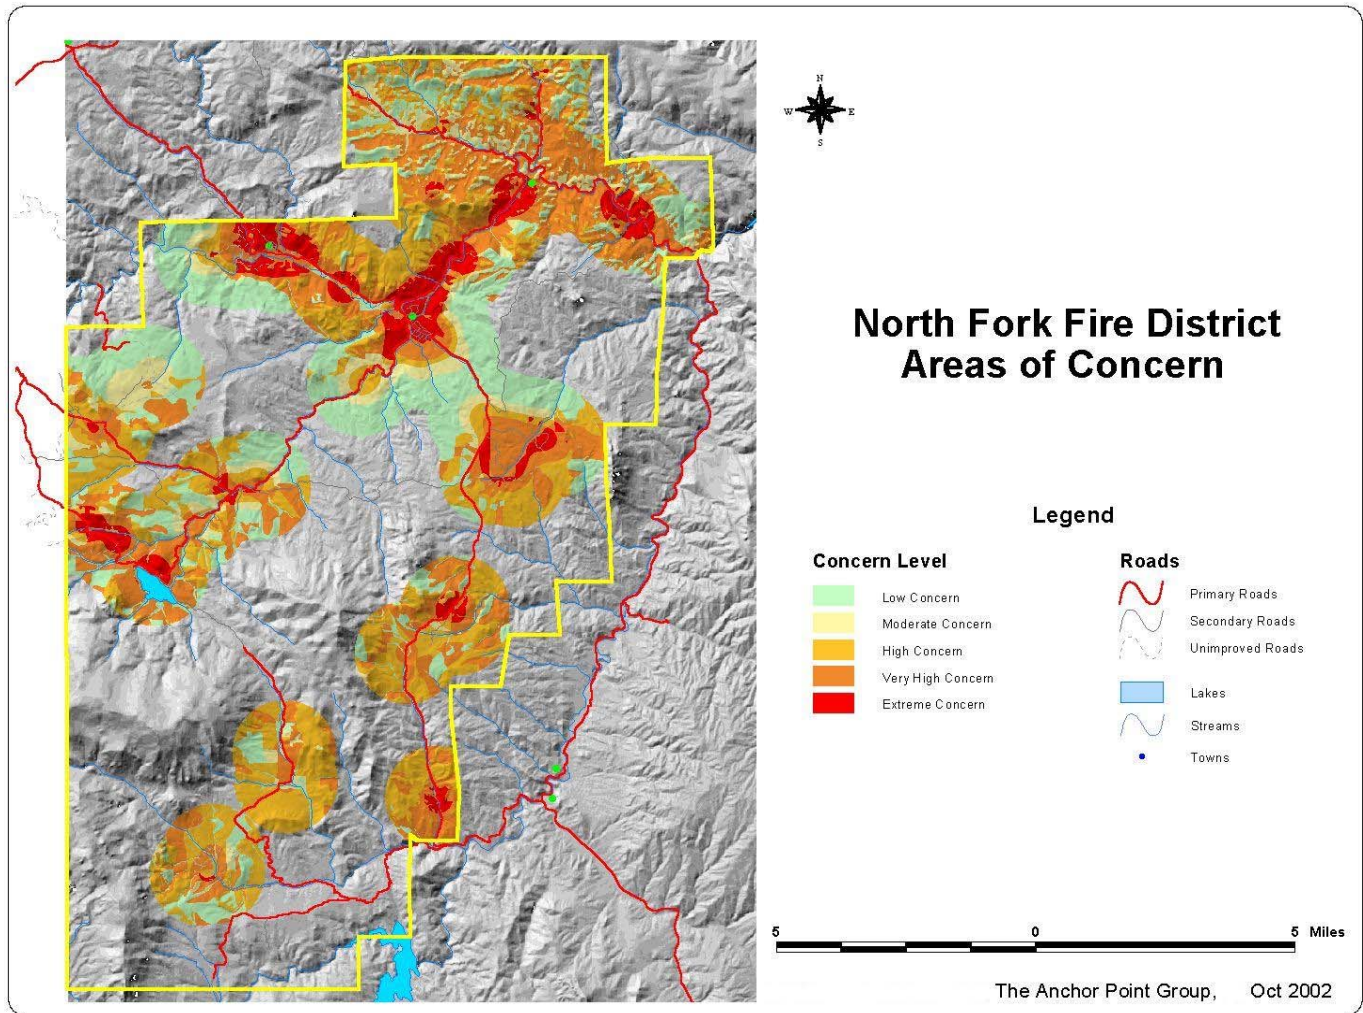 N
W
E
S
North Fork Fire District
Areas of Concern
Legend
Concern Level
Low Concern
Moderate Concern
High Concern
Very High Concern
Extreme Concern
Roads
Primary Roads
Secondary Roads
Unimproved Roads
Lakes
Streams
Towns
5 0 5 Miles
The Anchor Point Group, Oct 2002